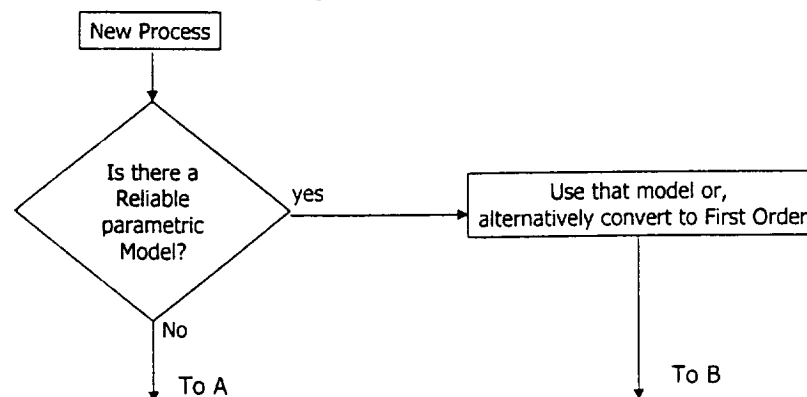 New Process
Is there a
Reliable
parametric
Model?
yes
Use that model or,
alternatively convert to First Order
No
To A
To B